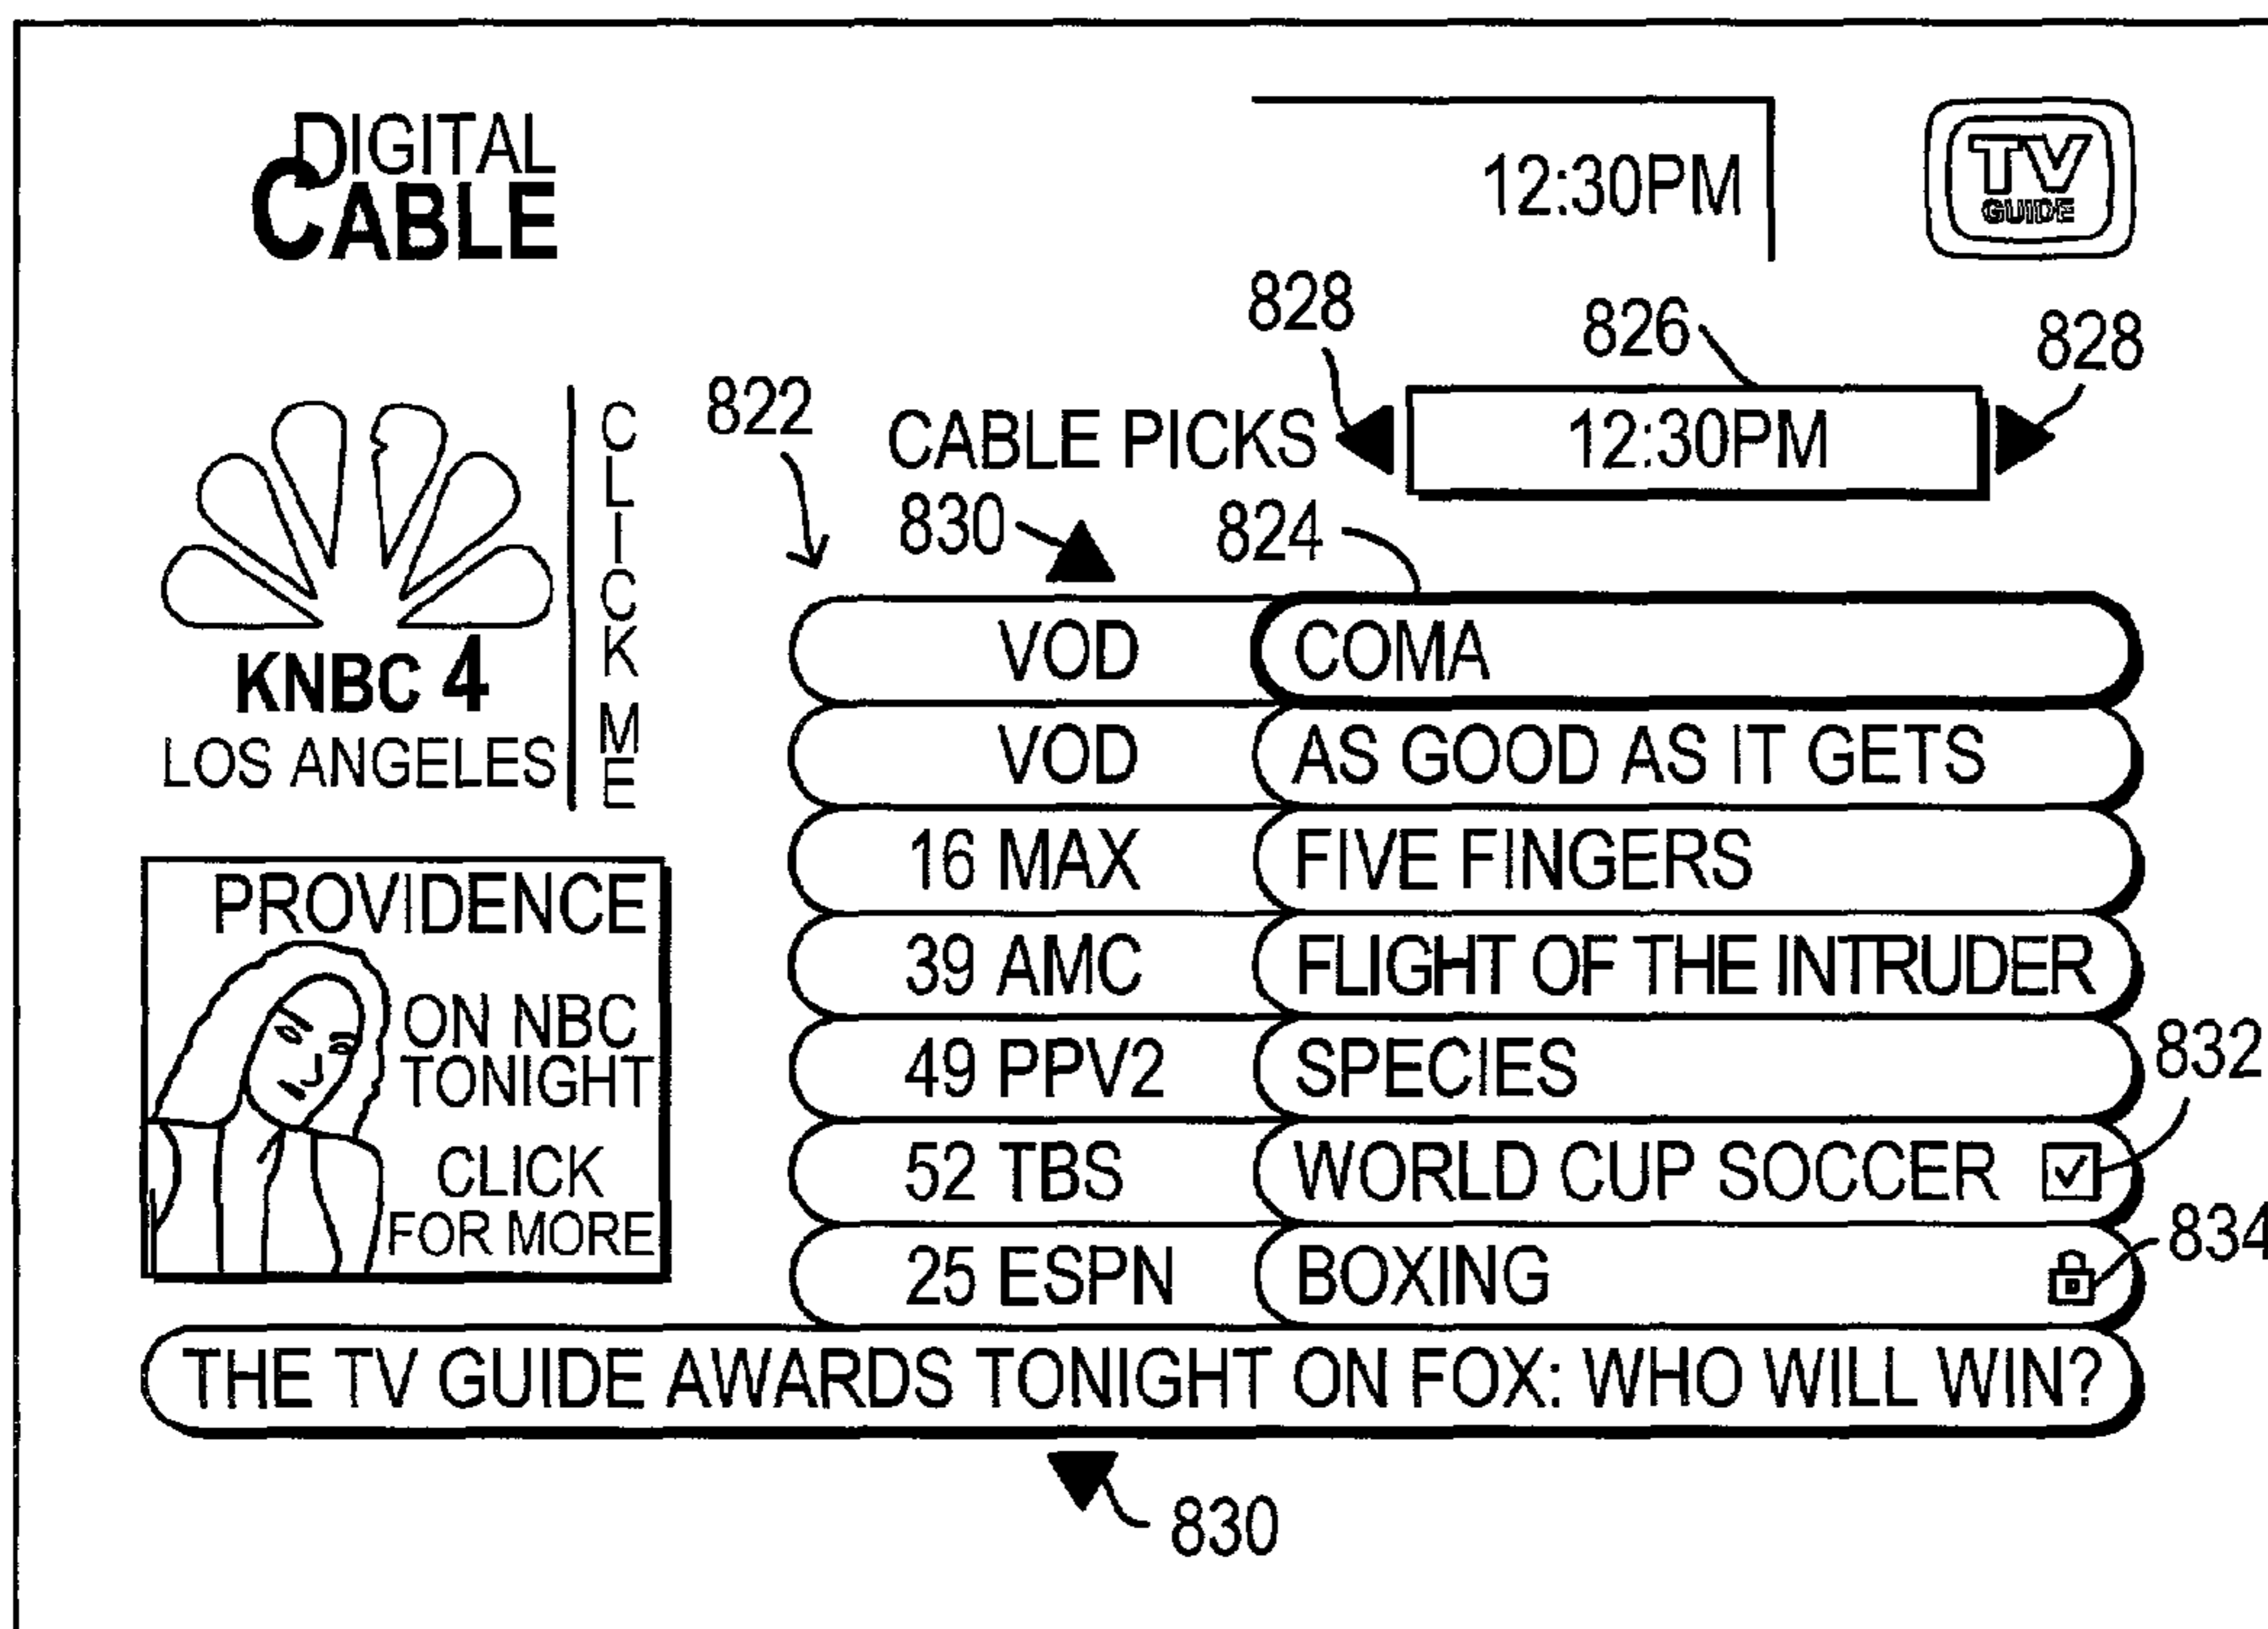 DIGITAL
CABLE
12:30PM
TV
GUIDE
828
826
828
822
CABLE PICKS
12:30PM
830
824
KNBC 4
LOS ANGELES
CLICK ME
VOD COMA
VOD AS GOOD AS IT GETS
16 MAX FIVE FINGERS
39 AMC FLIGHT OF THE INTRUDER
49 PPV2 SPECIES
832
52 TBS WORLD CUP SOCCER
834
25 ESPN BOXING
PROVIDENCE
ON NBC
TONIGHT
CLICK
FOR MORE
THE TV GUIDE AWARDS TONIGHT ON FOX: WHO WILL WIN?
830